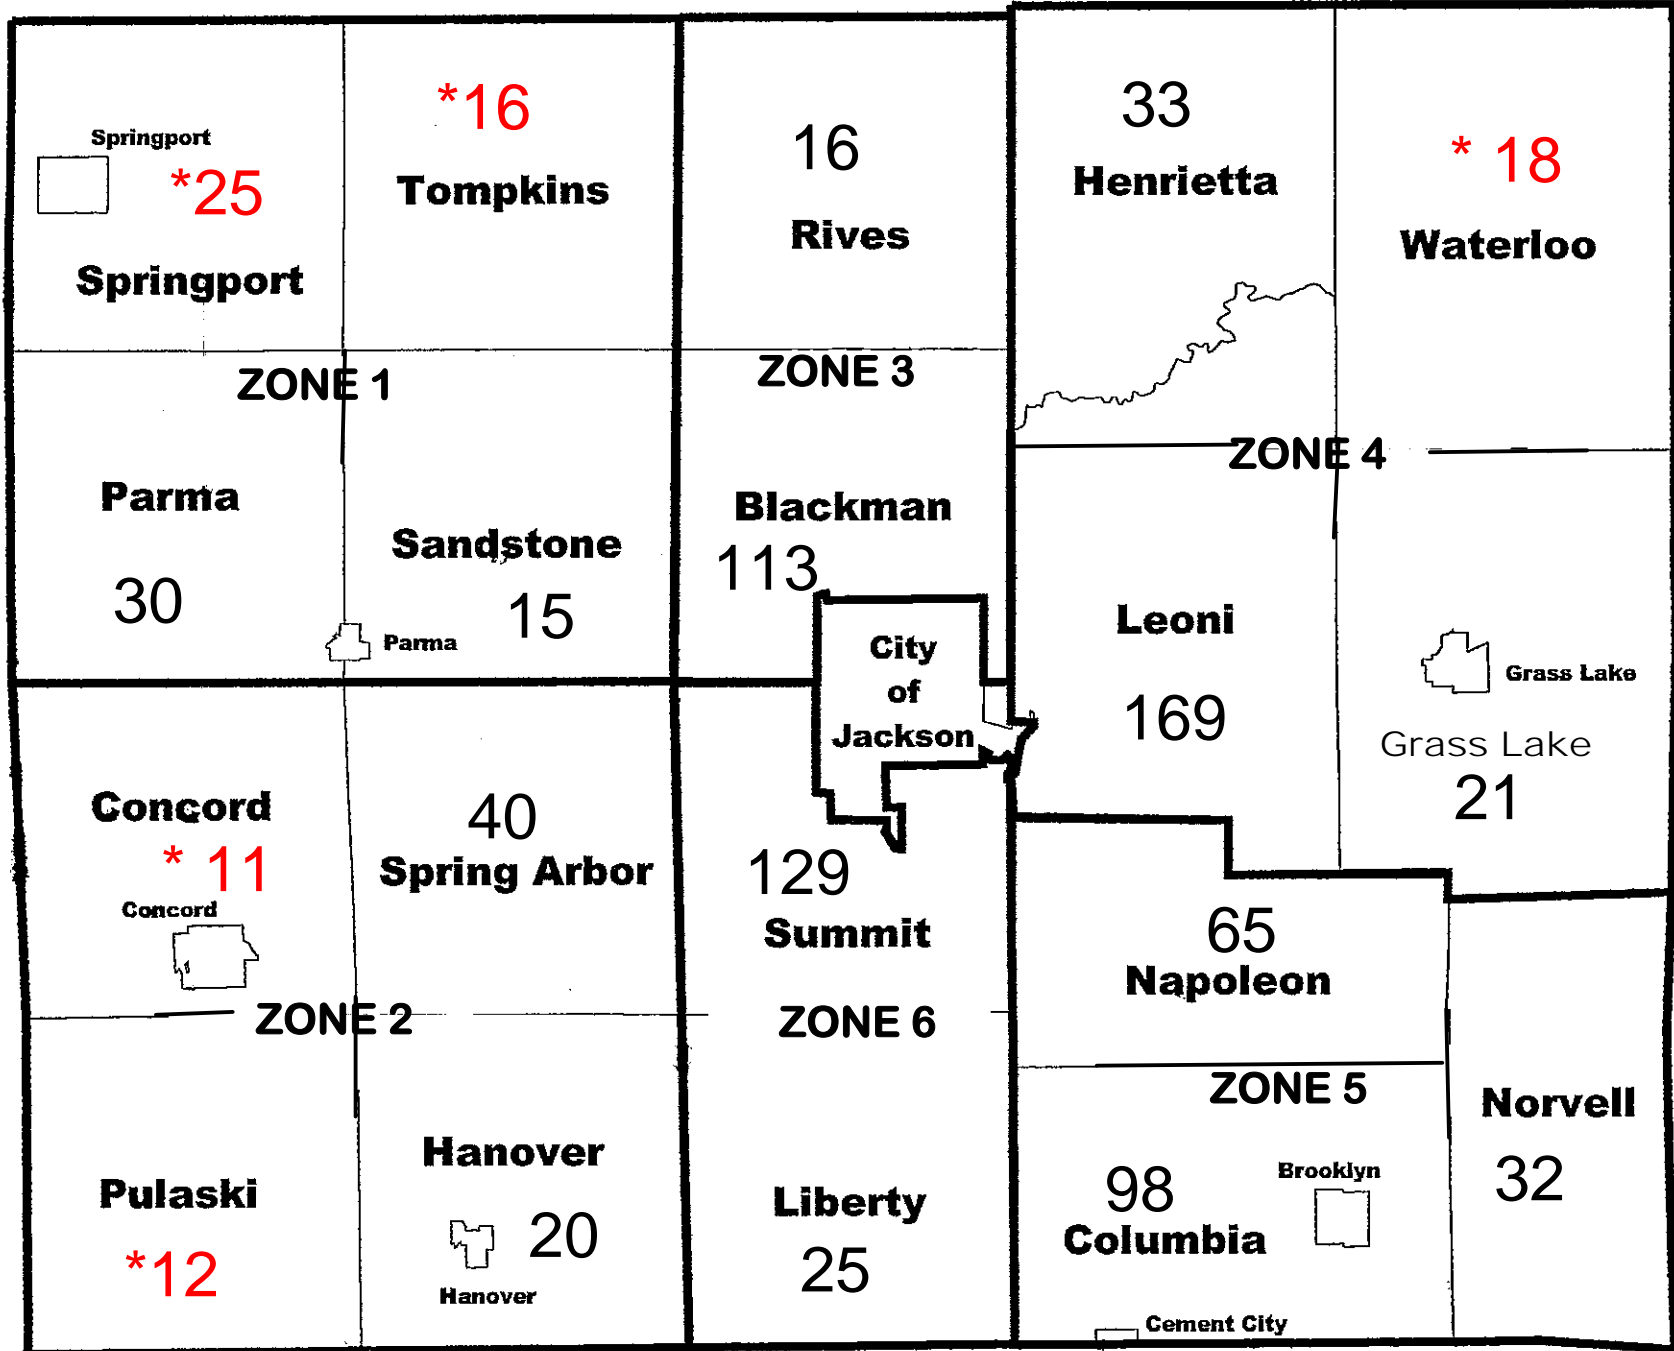 Springport
*25
Springport
*16
Tompkins
16
Rives
33
Henrietta
* 18
Waterloo
ZONE 1
ZONE 3
ZONE 4
Parma
30
Sandstone
15
Parma
Blackman
113
City
of
Jackson
Leoni
169
Grass Lake
Grass Lake
21
Concord
* 11
Concord
40
Spring Arbor
129
Summit
65
Napoleon
ZONE 2
ZONE 6
ZONE 5
Pulaski
*12
Hanover
20
Hanover
Liberty
25
98
Columbia
Brooklyn
Cement City
Norvell
32